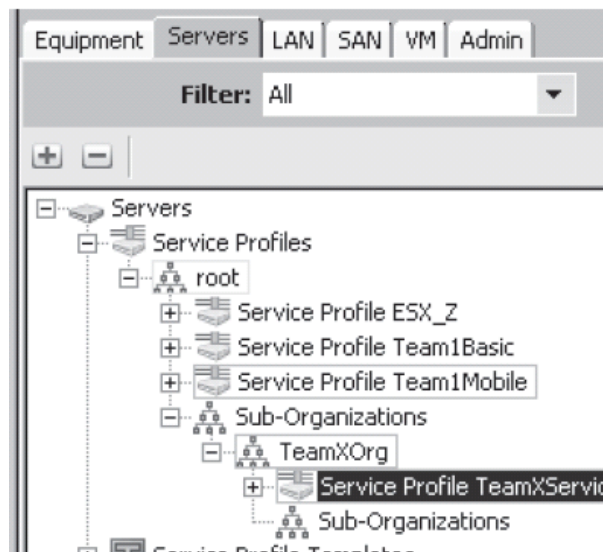 Equipment Servers LAN SAN VM Admin
Filter: All
Servers
Service Profiles
root
Service Profile ESX_Z
Service Profile Team1Basic
Service Profile Team1Mobile
Sub-Organizations
TeamXOrg
Service Profile TeamXServic
Sub-Organizations
Service Profile Templates